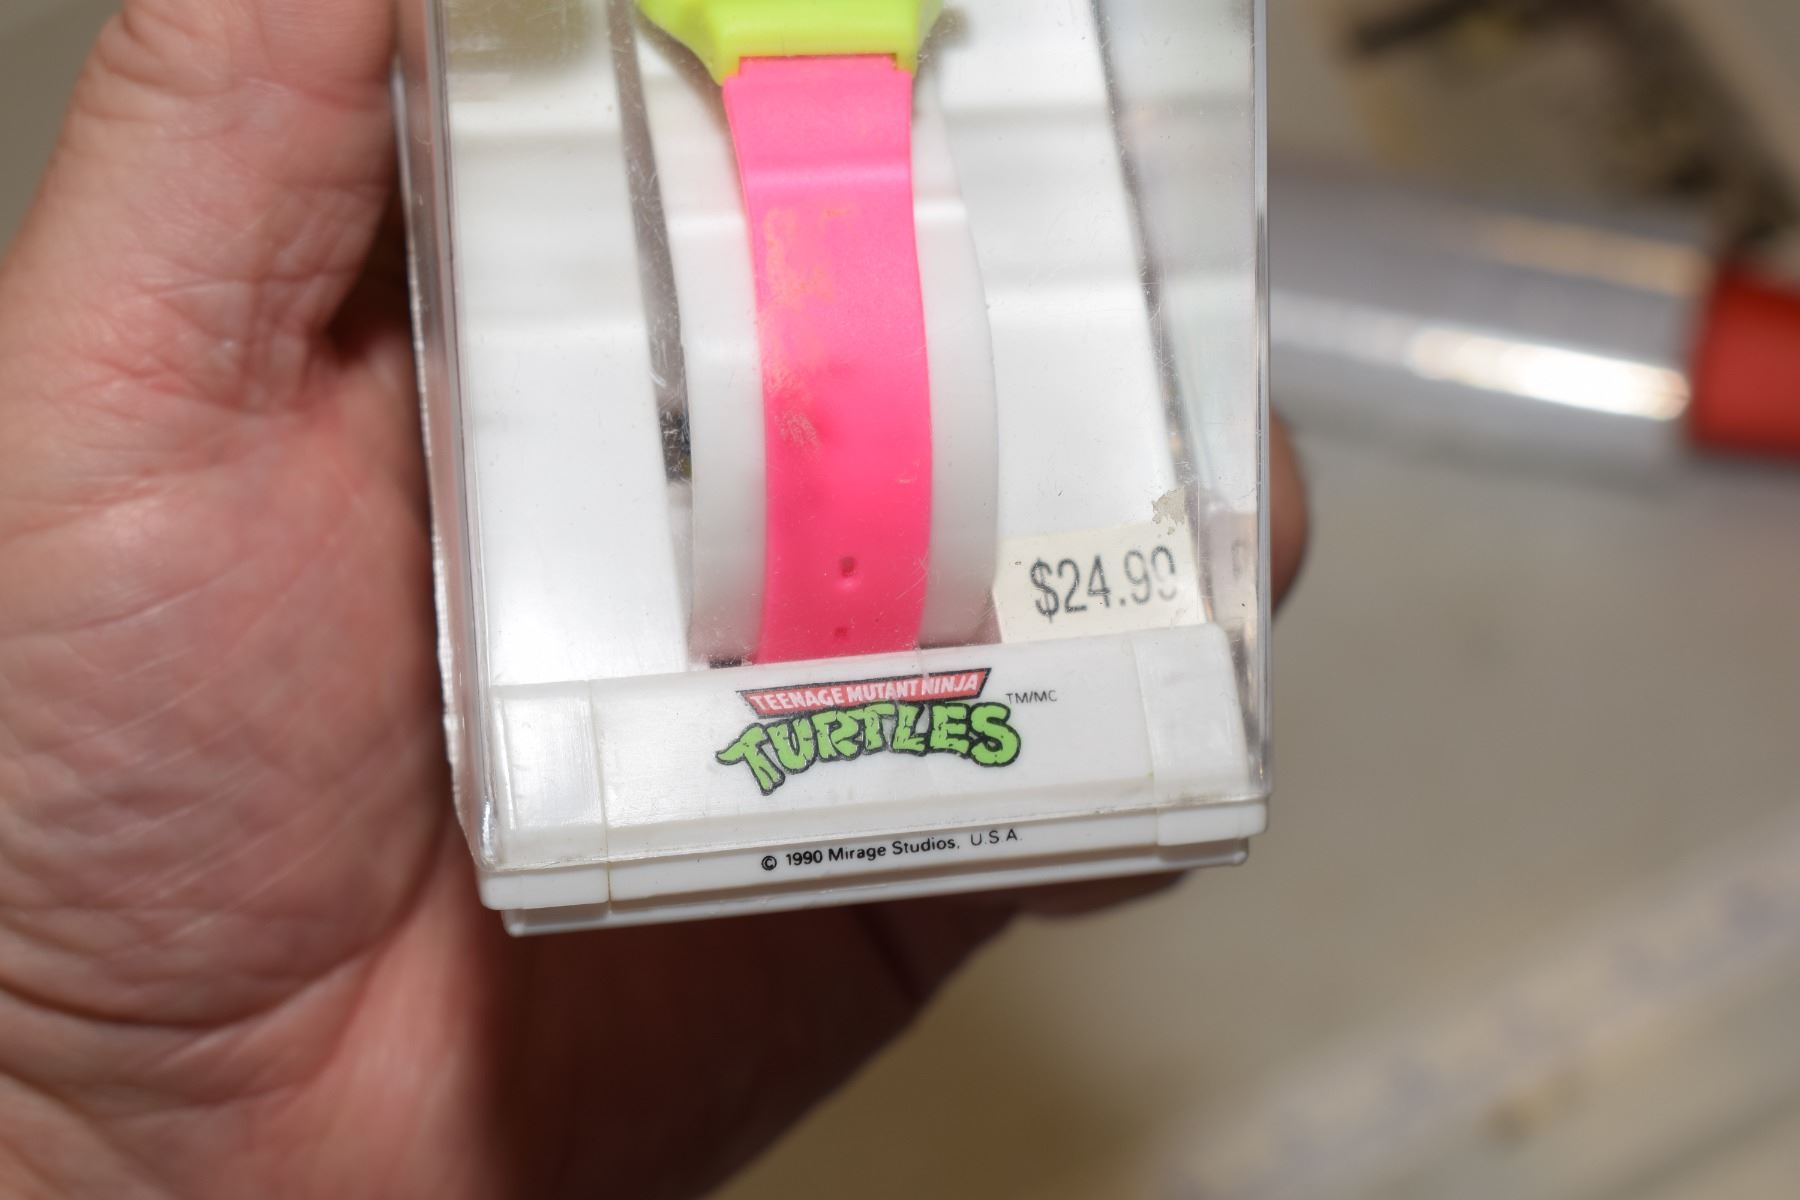 $24.99
TEENAGE MUTANT NINJA
TURTLES TM/MC
© 1990 Mirage Studios, U.S.A.